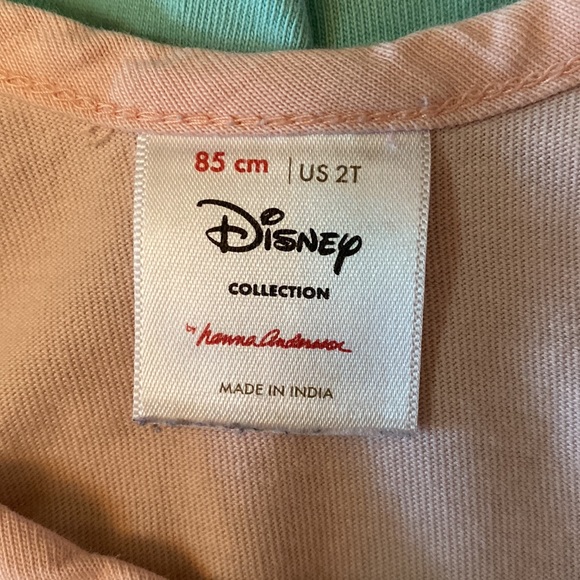 85 cm | US 2T
Disney
COLLECTION
by hanna andersson
MADE IN INDIA